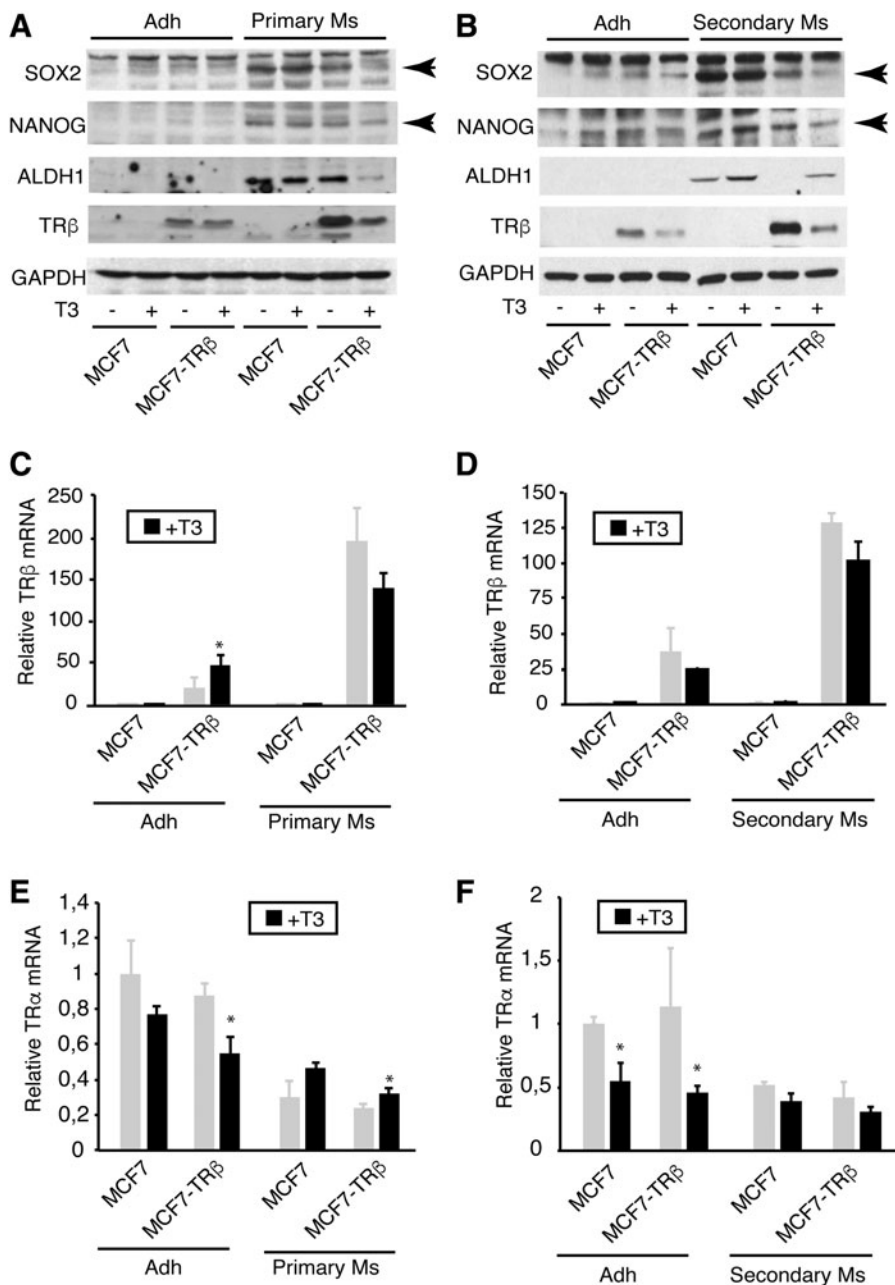 A
Adh Primary Ms
SOX2
NANOG
ALDH1
TRβ
GAPDH
T3 - + - + - + - +
MCF7 MCF7-TRβ MCF7 MCF7-TRβ
B
Adh Secondary Ms
SOX2
NANOG
ALDH1
TRβ
GAPDH
T3 - + - + - + - +
MCF7 MCF7-TRβ MCF7 MCF7-TRβ
C
Relative TRβ mRNA
250
200
150
100
50
0
+T3
*
MCF7 MCF7-TRβ MCF7 MCF7-TRβ
Adh Primary Ms
D
Relative TRβ mRNA
150
125
100
75
50
25
0
+T3
MCF7 MCF7-TRβ MCF7 MCF7-TRβ
Adh Secondary Ms
E
Relative TRα mRNA
1,4
1,2
1
0,8
0,6
0,4
0,2
0
+T3
* *
MCF7 MCF7-TRβ MCF7 MCF7-TRβ
Adh Primary Ms
F
Relative TRα mRNA
2
1,5
1
0,5
0
+T3
* *
MCF7 MCF7-TRβ MCF7 MCF7-TRβ
Adh Secondary Ms